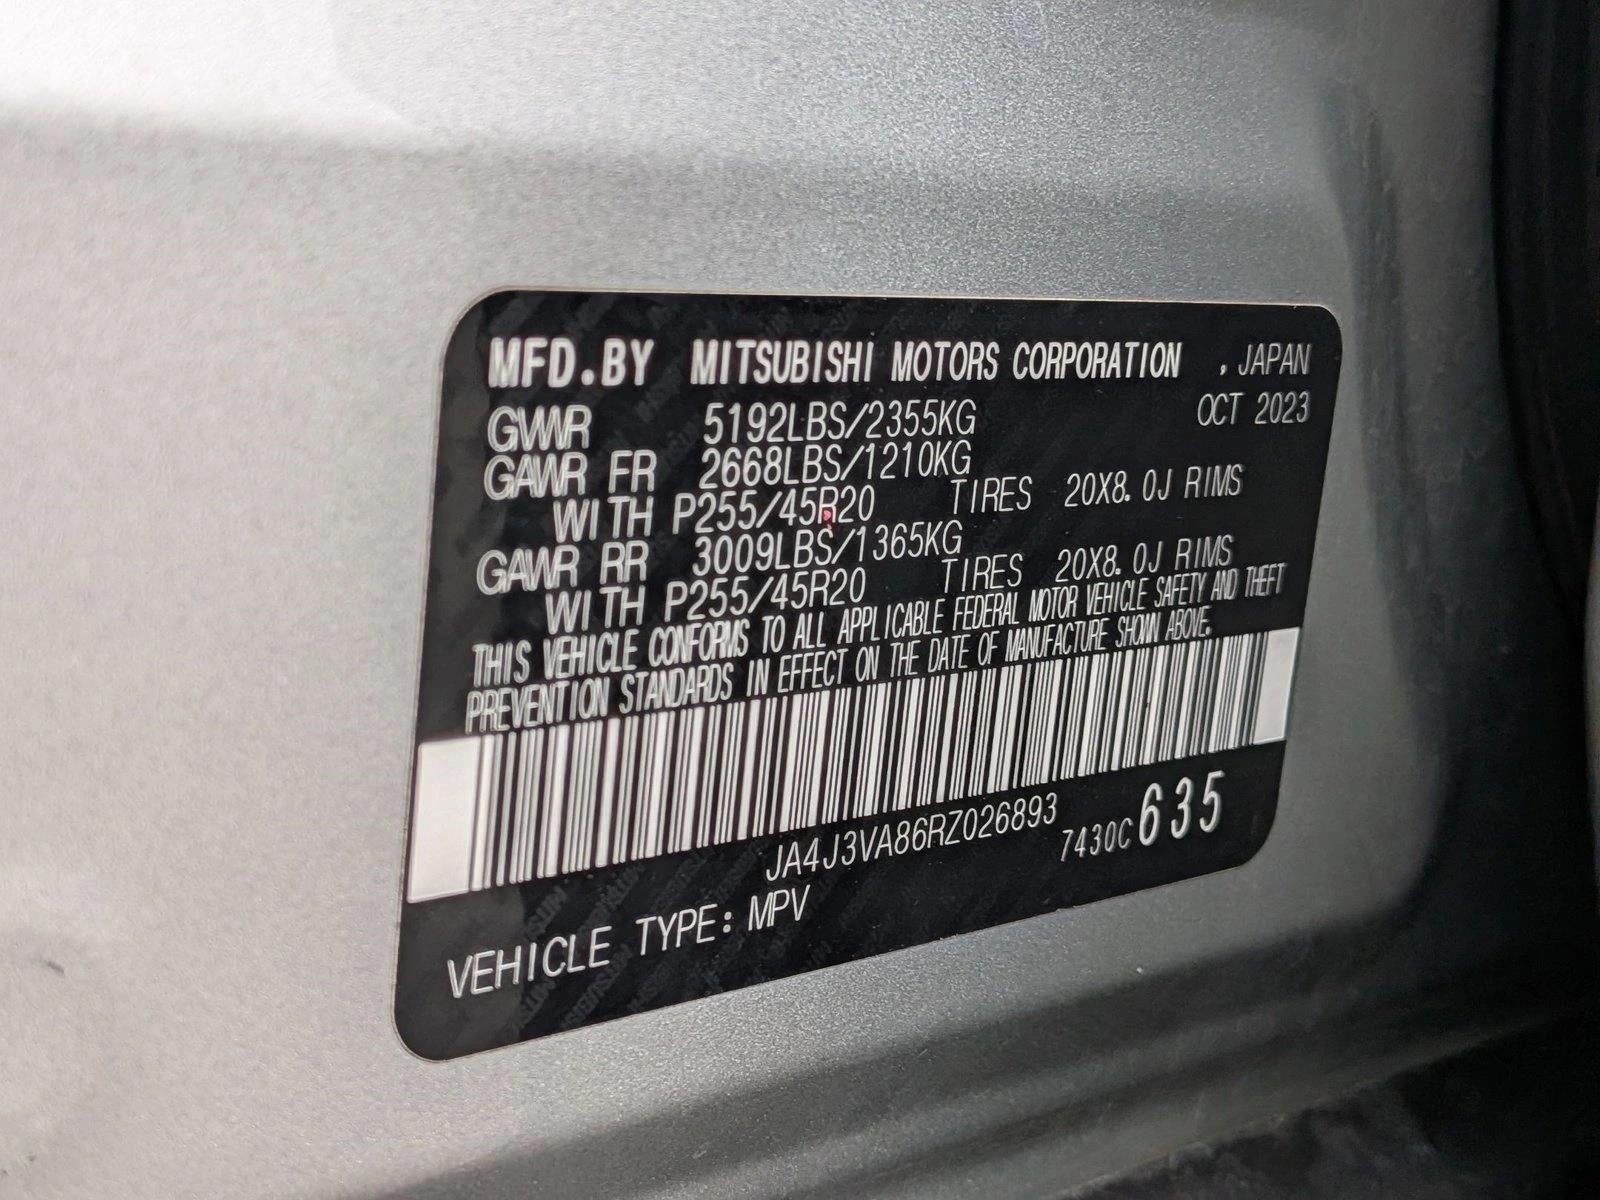 MFD.BY MITSUBISHI MOTORS CORPORATION , JAPAN
GVWR 5192LBS/2355KG OCT 2023
GAWR FR 2668LBS/1210KG
WITH P255/45R20 TIRES 20X8.0J RIMS
GAWR RR 3009LBS/1365KG
WITH P255/45R20 TIRES 20X8.0J RIMS
THIS VEHICLE CONFORMS TO ALL APPLICABLE FEDERAL MOTOR VEHICLE SAFETY AND THEFT
PREVENTION STANDARDS IN EFFECT ON THE DATE OF MANUFACTURE SHOWN ABOVE.
JA4J3VA86RZ026893 7430C635
VEHICLE TYPE: MPV